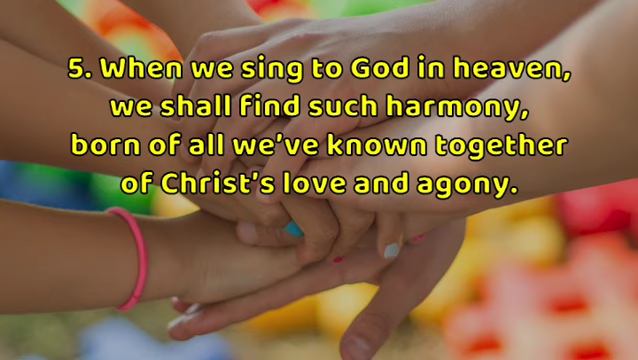 5. When we sing to God in heaven,
we shall find such harmony,
born of all we've known together
of Christ's love and agony.